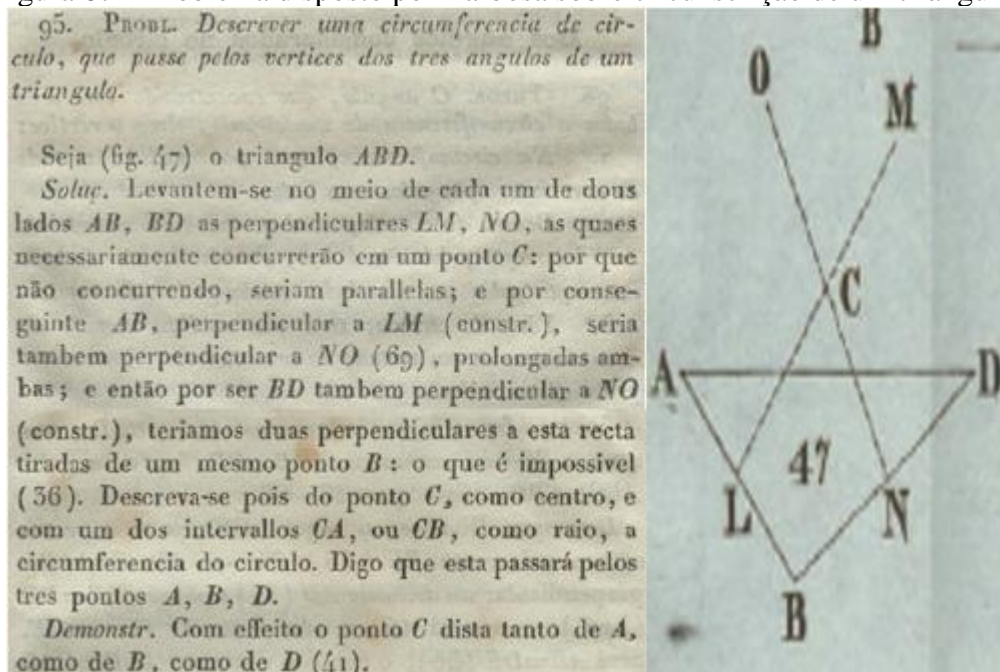 95. PROBL. Descrever uma circumferencia de cir-
culo, que passe pelos vertices dos tres angulos de um
triangulo.
Seja (fig. 47) o triangulo ABD.
Soluç. Levantem-se no meio de cada um de dous
lados AB, BD as perpendiculares LM, NO, as quaes
necessariamente concurrerão em um ponto C: por que
não concurrendo, seriam parallelas; e por conse-
guinte AB, perpendicular a LM (constr.), seria
tambem perpendicular a NO (69), prolongadas am-
bas; e então por ser BD tambem perpendicular a NO
(constr.), teriamos duas perpendiculares a esta recta
tiradas de um mesmo ponto B: o que é impossivel
(36). Descreva-se pois do ponto C, como centro, e
com um dos intervallos CA, ou CB, como raio, a
circumferencia do circulo. Digo que esta passará pelos
tres pontos A, B, D.
Demonstr. Com effeito o ponto C dista tanto de A,
como de B, como de D (41).
B
O
M
C
A
D
47
L
N
B